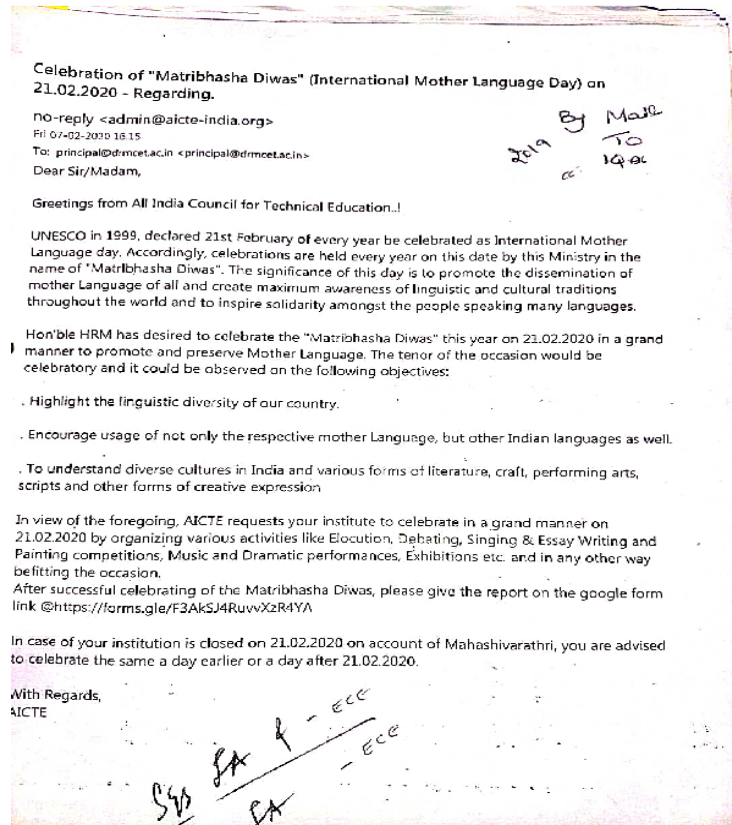 Celebration of "Matribhasha Diwas" (International Mother Language Day) on
21.02.2020 - Regarding.
no-reply <admin@aicte-india.org>
Fri 07-02-2020 16:15
To: principal@drmcet.ac.in <principal@drmcet.ac.in>
Dear Sir/Madam,
By Mail
2019 TO
cc:
Greetings from All India Council for Technical Education..!
UNESCO in 1999, declared 21st February of every year be celebrated as International Mother
Language day. Accordingly, celebrations are held every year on this date by this Ministry in the
name of "Matribhasha Diwas". The significance of this day is to promote the dissemination of
mother Language of all and create maximum awareness of linguistic and cultural traditions
throughout the world and to inspire solidarity amongst the people speaking many languages.
Hon'ble HRM has desired to celebrate the "Matribhasha Diwas" this year on 21.02.2020 in a grand
manner to promote and preserve Mother Language. The tenor of the occasion would be
celebratory and it could be observed on the following objectives:
. Highlight the linguistic diversity of our country.
. Encourage usage of not only the respective mother Language, but other Indian languages as well.
. To understand diverse cultures in India and various forms of literature, craft, performing arts,
scripts and other forms of creative expression
In view of the foregoing, AICTE requests your institute to celebrate in a grand manner on
21.02.2020 by organizing various activities like Elocution, Debating, Singing & Essay Writing and
Painting competitions, Music and Dramatic performances, Exhibitions etc. and in any other way
befitting the occasion.
After successful celebrating of the Matribhasha Diwas, please give the report on the google form
link @https://forms.gle/F3AkSJ4RuvvXzR4YA
In case of your institution is closed on 21.02.2020 on account of Mahashivarathri, you are advised
to celebrate the same a day earlier or a day after 21.02.2020.
With Regards,
AICTE
- ECE
- ECE